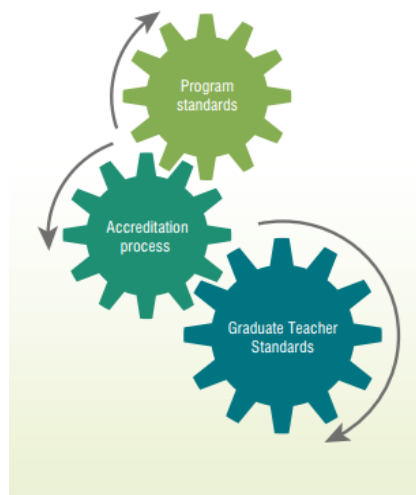 Program
standards
Accreditation
process
Graduate Teacher
Standards